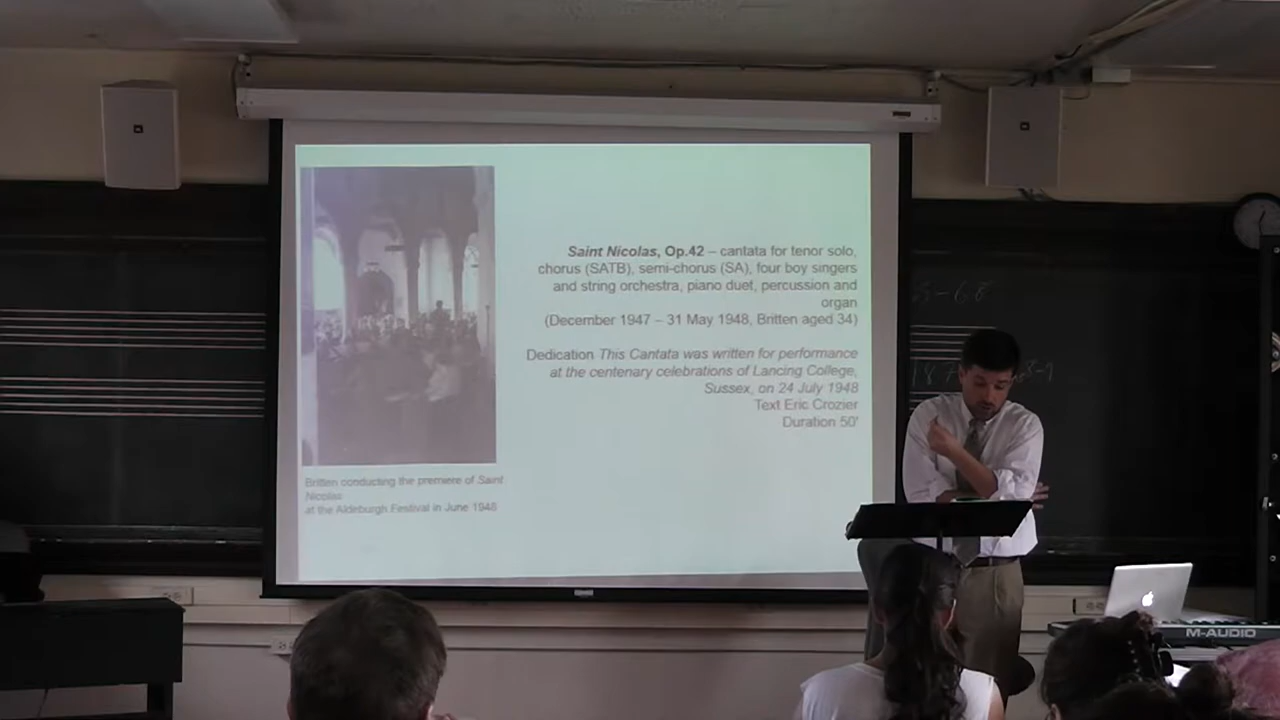 Saint Nicolas, Op.42 – cantata for tenor solo,
chorus (SATB), semi-chorus (SA), four boy singers
and string orchestra, piano duet, percussion and
organ
(December 1947 – 31 May 1948, Britten aged 34)
Dedication This Cantata was written for performance
at the centenary celebrations of Lancing College,
Sussex, on 24 July 1948
Text Eric Crozier
Duration 50'
Britten conducting the premiere of Saint
Nicolas
at the Aldeburgh Festival in June 1948
M-AUDIO